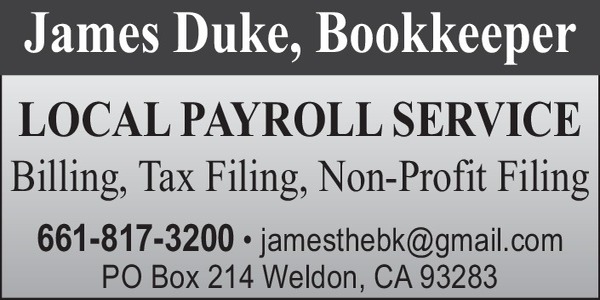 James Duke, Bookkeeper
LOCAL PAYROLL SERVICE
Billing, Tax Filing, Non-Profit Filing
661-817-3200 • jamesthebk@gmail.com
PO Box 214 Weldon, CA 93283